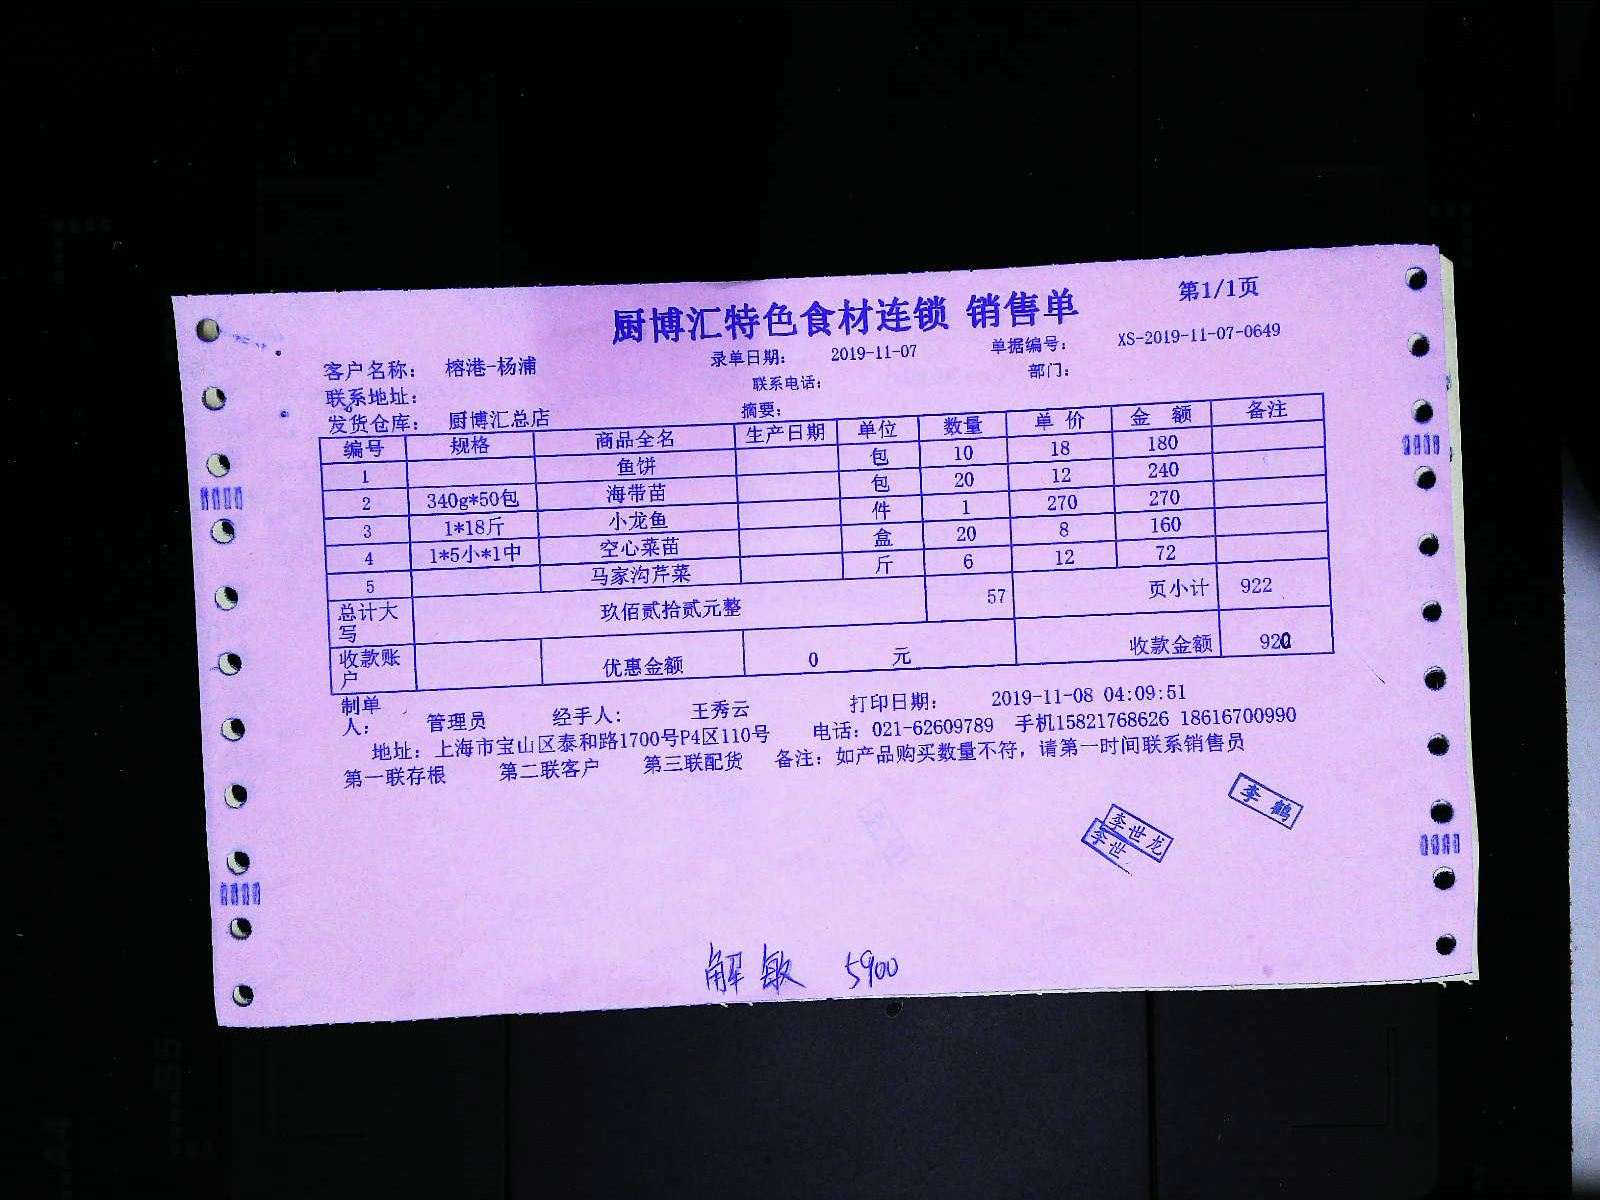 厨博汇特色食材连锁 销售单 第1/1页
客户名称： 榕港-杨浦 录单日期： 2019-11-07 单据编号： XS-2019-11-07-0649
联系地址： 联系电话： 部门：
发货仓库： 厨博汇总店 摘要：
编号 规格 商品全名 生产日期 单位 数量 单 价 金 额 备注
1 鱼饼 包 10 18 180
2 340g*50包 海带苗 包 20 12 240
3 1*18斤 小龙鱼 件 1 270 270
4 1*5小*1中 空心菜苗 盒 20 8 160
5 马家沟芹菜 斤 6 12 72
总计大写 玖佰贰拾贰元整 57 页小计 922
收款账户 优惠金额 0 元 收款金额 920
制单人： 管理员 经手人： 王秀云 打印日期： 2019-11-08 04:09:51
地址：上海市宝山区泰和路1700号P4区110号 电话：021-62609789 手机15821768626 18616700990
第一联存根 第二联客户 第三联配货 备注：如产品购买数量不符，请第一时间联系销售员
李鹤
李世龙
李世
解敏 5900